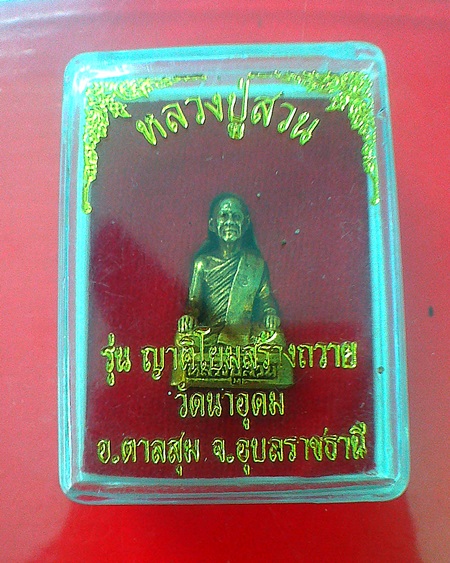 หลวงปู่สวน
รุ่น ญาติโยมสร้างถวาย
วัดนาอุดม
อ.ตาลสุม จ.อุบลราชธานี